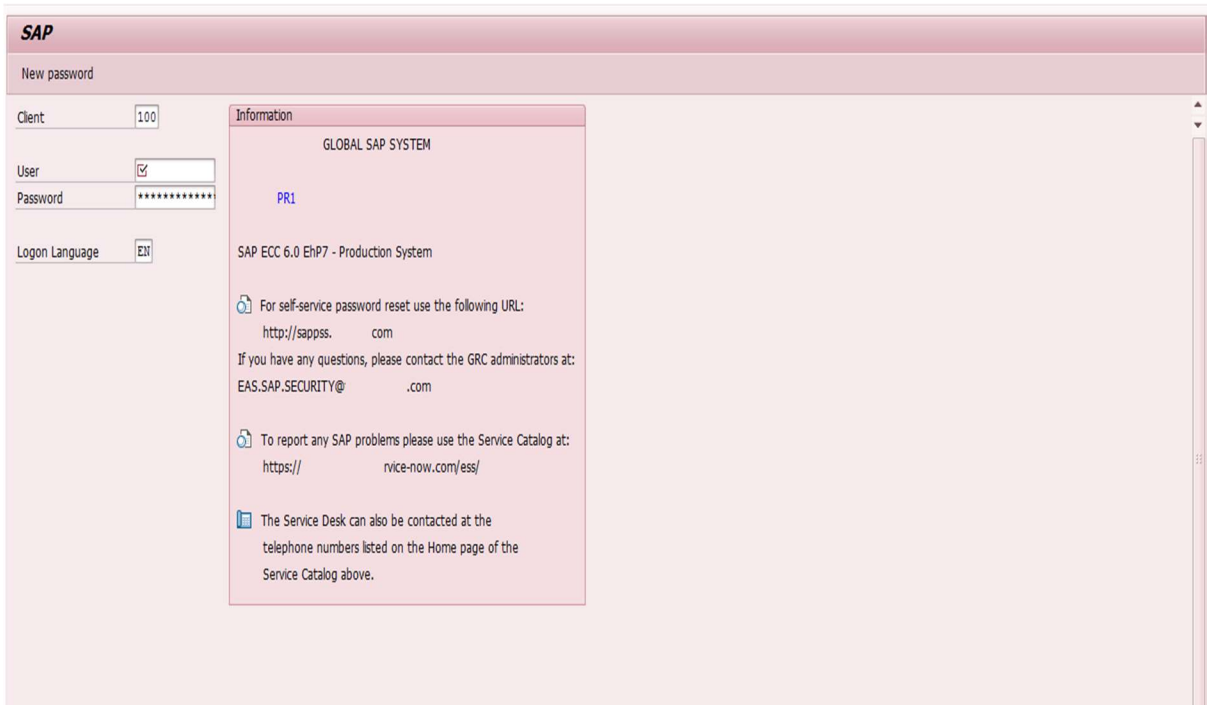 SAP
New password
Client 100
User
Password *************
Logon Language EN
Information
GLOBAL SAP SYSTEM
PR1
SAP ECC 6.0 EhP7 - Production System
For self-service password reset use the following URL:
http://sappss. com
If you have any questions, please contact the GRC administrators at:
EAS.SAP.SECURITY@ .com
To report any SAP problems please use the Service Catalog at:
https:// rvice-now.com/ess/
The Service Desk can also be contacted at the
telephone numbers listed on the Home page of the
Service Catalog above.